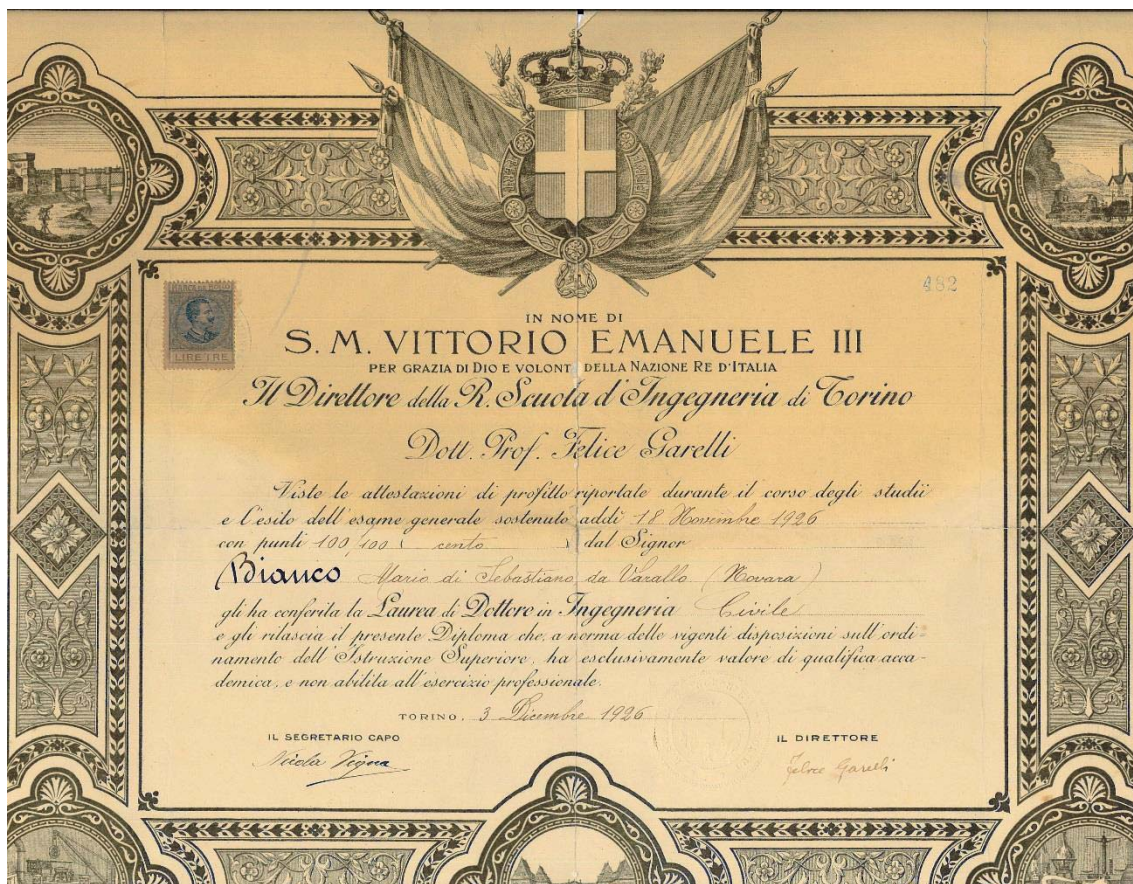 LIRE TRE
482
IN NOME DI
S. M. VITTORIO EMANUELE III
PER GRAZIA DI DIO E VOLONT DELLA NAZIONE RE D'ITALIA
Il Direttore della R. Scuola d'Ingegneria di Torino
Dott. Prof. Felice Garelli
Viste le attestazioni di profitto riportate durante il corso degli studii
e l'esito dell'esame generale sostenuto addì 18 Novembre 1926
con punti 100/100 ( cento ) dal Signor
Bianco Mario di Sebastiano da Varallo (Novara)
gli ha conferita la Laurea di Dottore in Ingegneria Civile
e gli rilascia il presente Diploma che, a norma delle vigenti disposizioni sull'ordi-
namento dell'Istruzione Superiore, ha esclusivamente valore di qualifica acca-
demica, e non abilita all'esercizio professionale.
TORINO, 3 Dicembre 1926
IL SEGRETARIO CAPO
IL DIRETTORE
Nicola Vigna
Felice Garelli